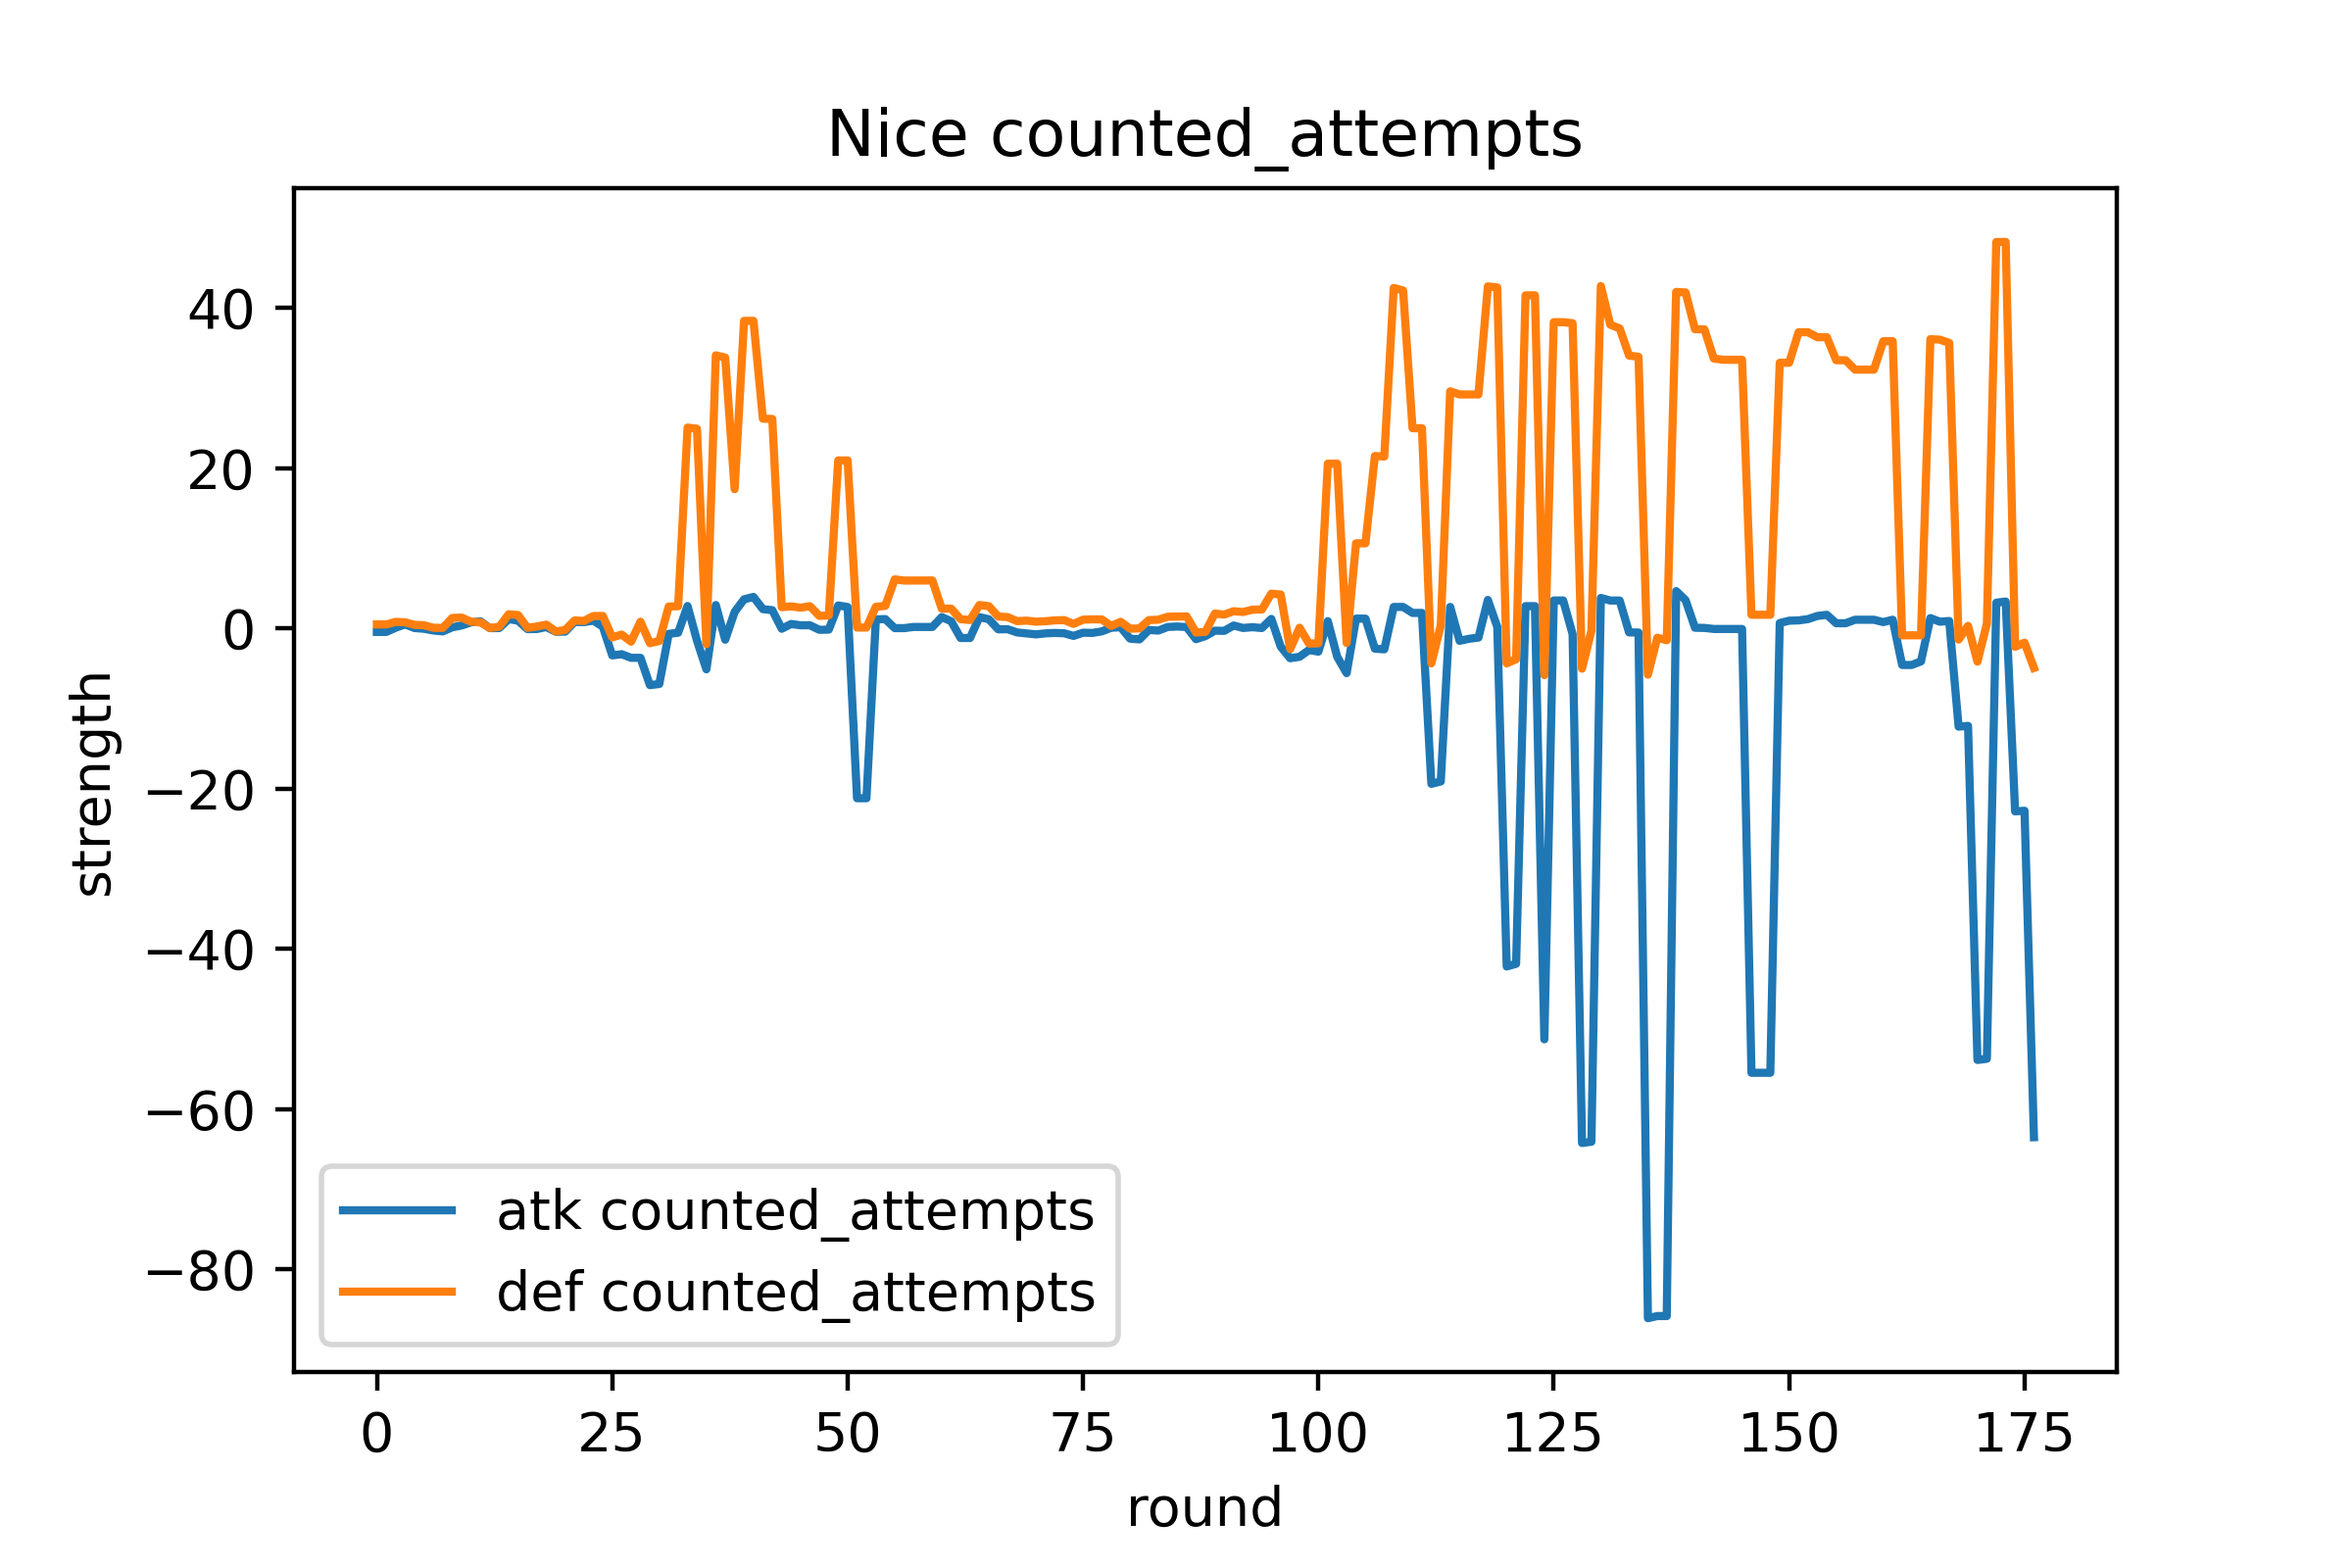 Nice counted_attempts
40
20
0
−20
−40
−60
−80
strength
atk counted_attempts
def counted_attempts
0 25 50 75 100 125 150 175
round